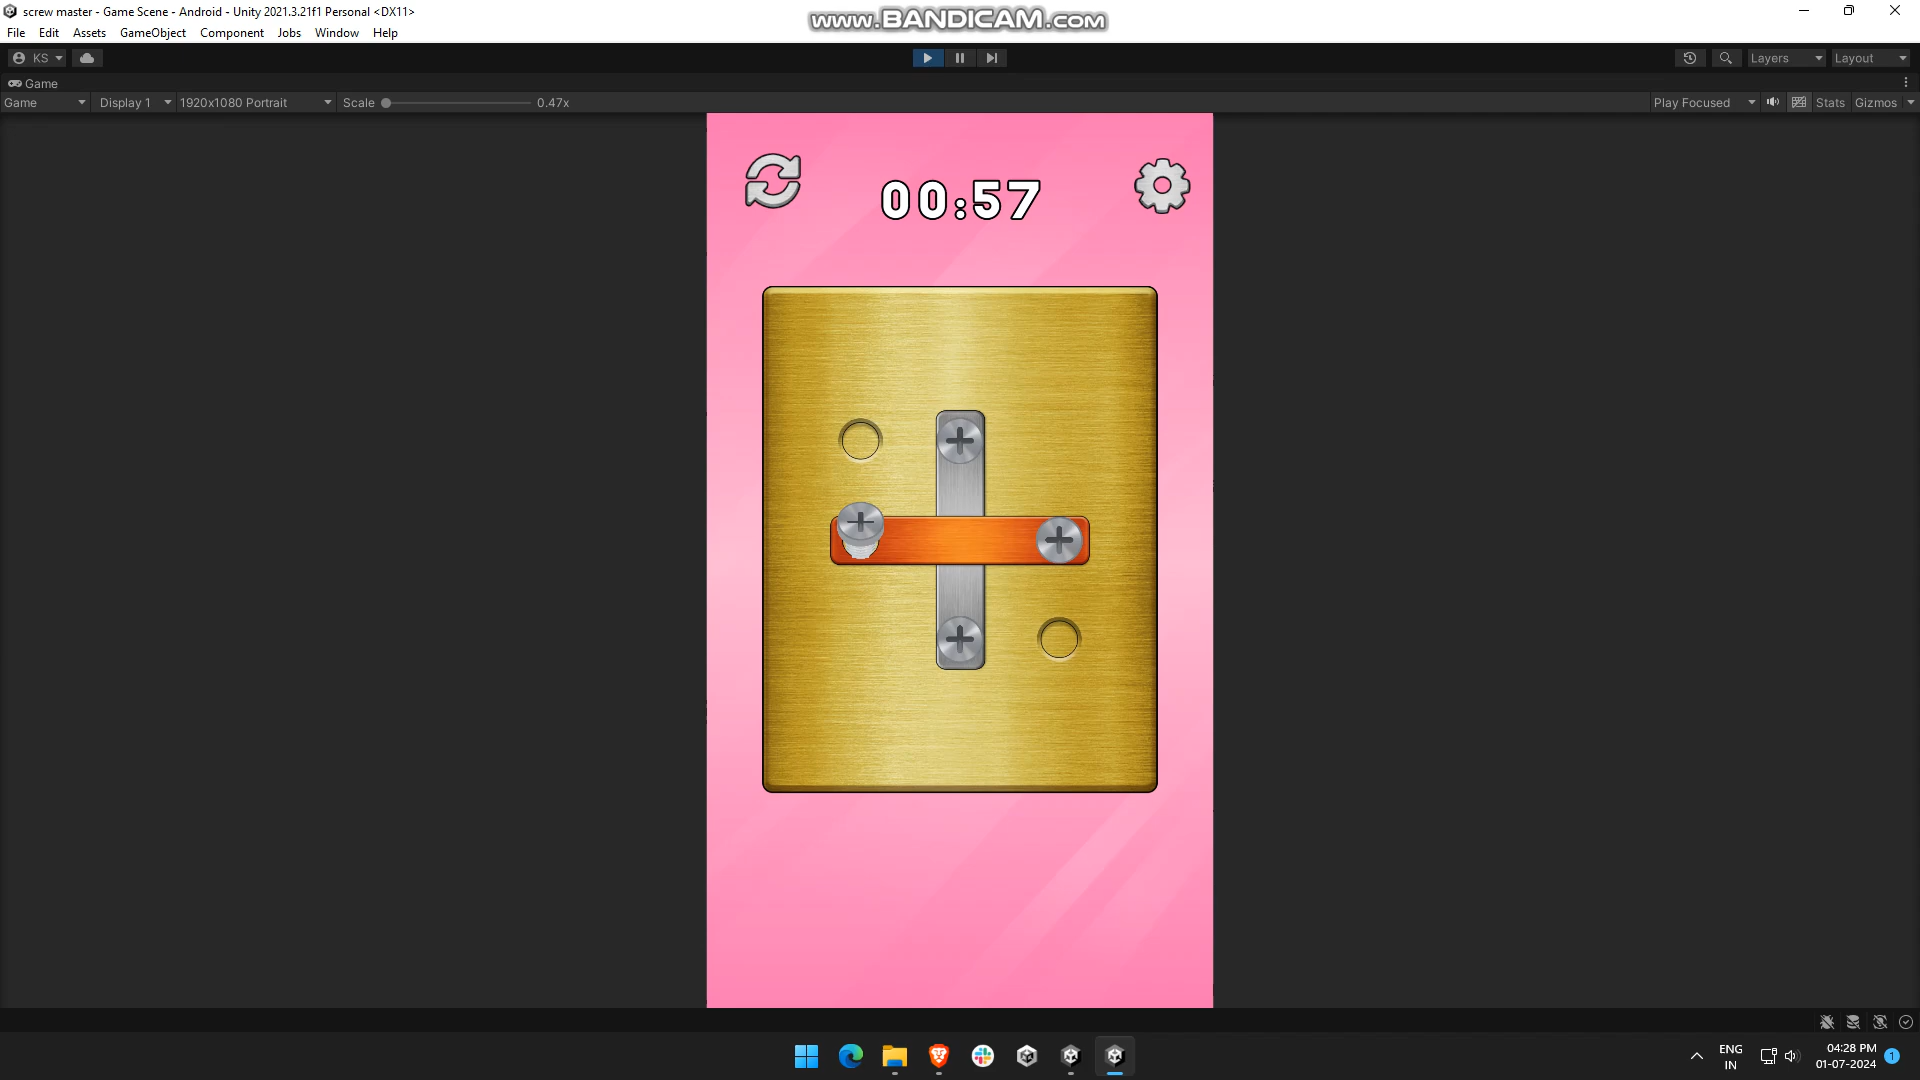 screw master - Game Scene - Android - Unity 2021.3.21f1 Personal <DX11>
www.BANDICAM.com
File Edit Assets GameObject Component Jobs Window Help
KS
Layers
Layout
Game
Game
Display 1
1920x1080 Portrait
Scale
0.47x
Play Focused
Stats
Gizmos
00:57
ENG
IN
04:28 PM
01-07-2024
1